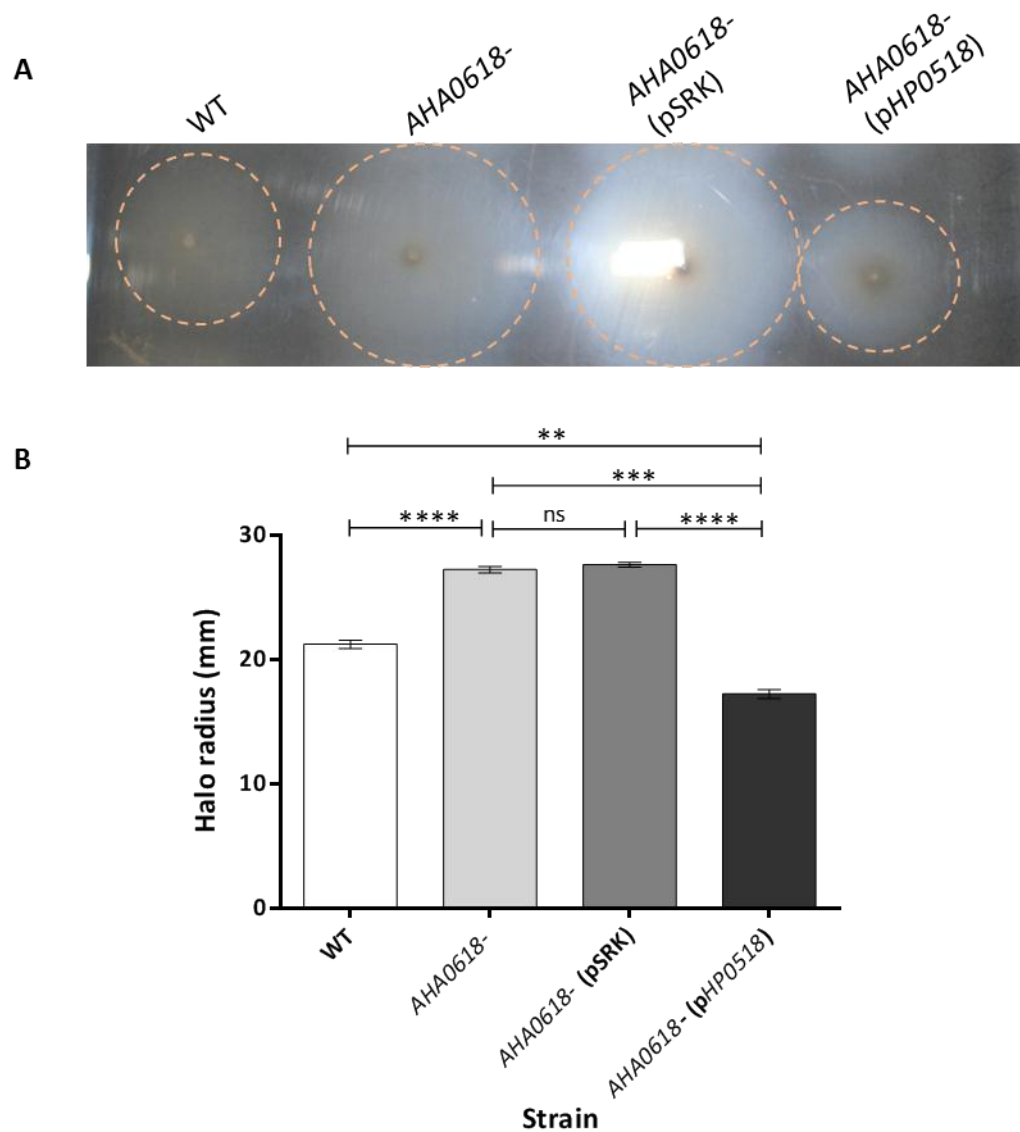 A
WT
AHA0618-
AHA0618-
(pSRK)
AHA0618-
(pHP0518)
B
**
***
**** ns ****
30
20
10
0
Halo radius (mm)
WT
AHA0618-
AHA0618- (pSRK)
AHA0618- (pHP0518)
Strain